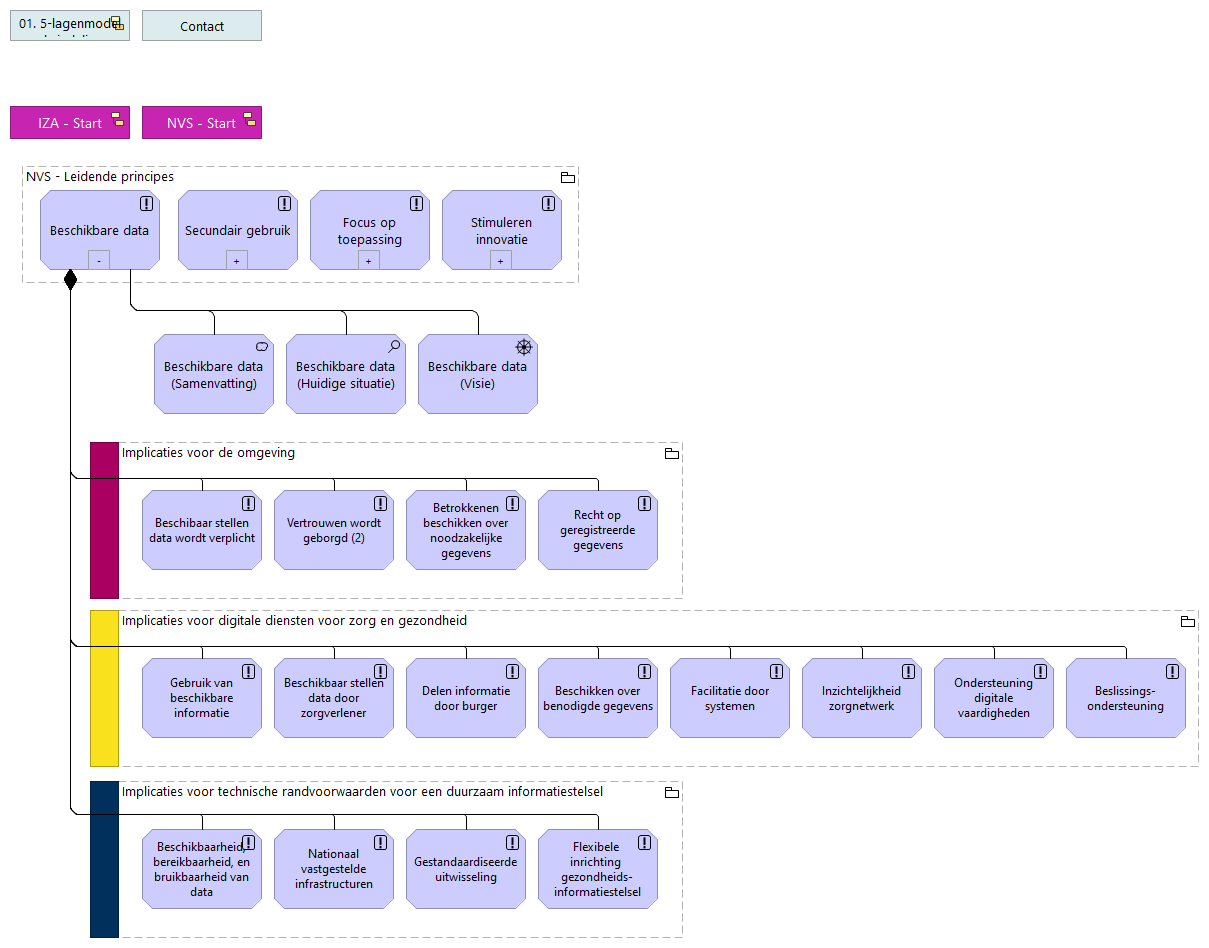 01. 5-lagenmodel
Contact
IZA - Start
NVS - Start
NVS - Leidende principes
Beschikbare data
-
Secundair gebruik
+
Focus op
toepassing
+
Stimuleren
innovatie
+
Beschikbare data
(Samenvatting)
Beschikbare data
(Huidige situatie)
Beschikbare data
(Visie)
Implicaties voor de omgeving
Beschibaar stellen
data wordt verplicht
Vertrouwen wordt
geborgd (2)
Betrokkenen
beschikken over
noodzakelijke
gegevens
Recht op
geregistreerde
gegevens
Implicaties voor digitale diensten voor zorg en gezondheid
Gebruik van
beschikbare
informatie
Beschikbaar stellen
data door
zorgverlener
Delen informatie
door burger
Beschikken over
benodigde gegevens
Facilitatie door
systemen
Inzichtelijkheid
zorgnetwerk
Ondersteuning
digitale
vaardigheden
Beslissings-
ondersteuning
Implicaties voor technische randvoorwaarden voor een duurzaam informatiestelsel
Beschikbaarheid,
bereikbaarheid, en
bruikbaarheid van
data
Nationaal
vastgestelde
infrastructuren
Gestandaardiseerde
uitwisseling
Flexibele
inrichting
gezondheids-
informatiestelsel